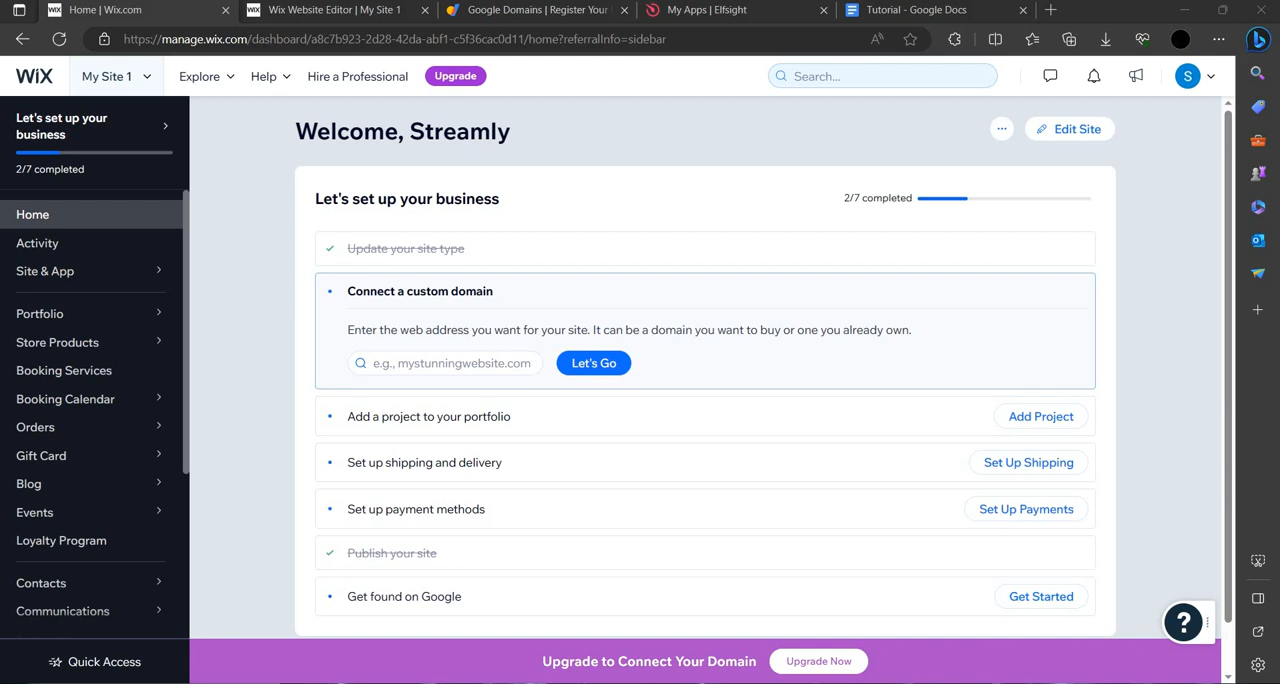 Home | Wix.com
Wix Website Editor | My Site 1
Google Domains | Register Your
My Apps | Elfsight
Tutorial - Google Docs
https://manage.wix.com/dashboard/a8c7b923-2d28-42da-abf1-c5f36cac0d11/home?referralInfo=sidebar
WIX
My Site 1
Explore
Help
Hire a Professional
Upgrade
Search...
S
Let's set up your
business
2/7 completed
Home
Activity
Site & App
Portfolio
Store Products
Booking Services
Booking Calendar
Orders
Gift Card
Blog
Events
Loyalty Program
Contacts
Communications
Quick Access
Welcome, Streamly
Edit Site
Let's set up your business
2/7 completed
Update your site type
Connect a custom domain
Enter the web address you want for your site. It can be a domain you want to buy or one you already own.
e.g., mystunningwebsite.com
Let's Go
Add a project to your portfolio
Add Project
Set up shipping and delivery
Set Up Shipping
Set up payment methods
Set Up Payments
Publish your site
Get found on Google
Get Started
?
Upgrade to Connect Your Domain
Upgrade Now